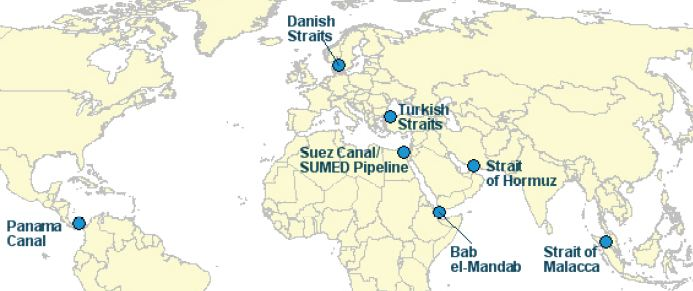 Danish
Straits
Turkish
Straits
Suez Canal/
SUMED Pipeline
Strait
of Hormuz
Panama
Canal
Bab
el-Mandab
Strait of
Malacca